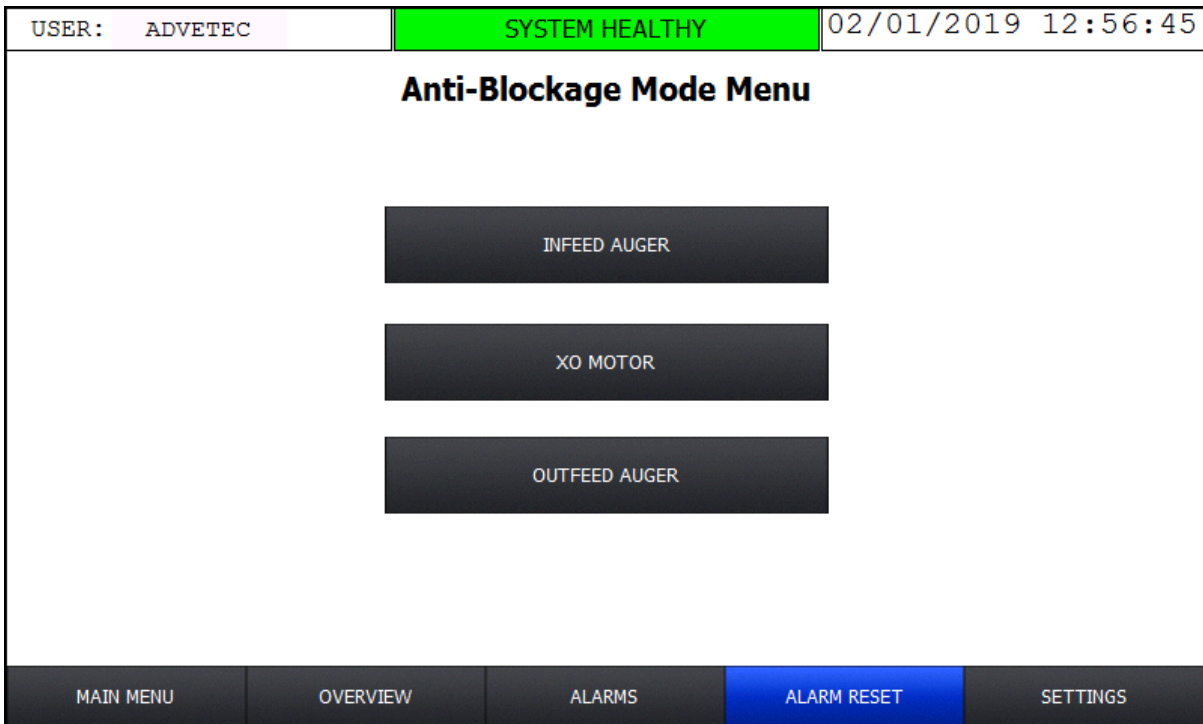 USER: ADVETEC SYSTEM HEALTHY 02/01/2019 12:56:45
Anti-Blockage Mode Menu
INFEED AUGER
XO MOTOR
OUTFEED AUGER
MAIN MENU OVERVIEW ALARMS ALARM RESET SETTINGS